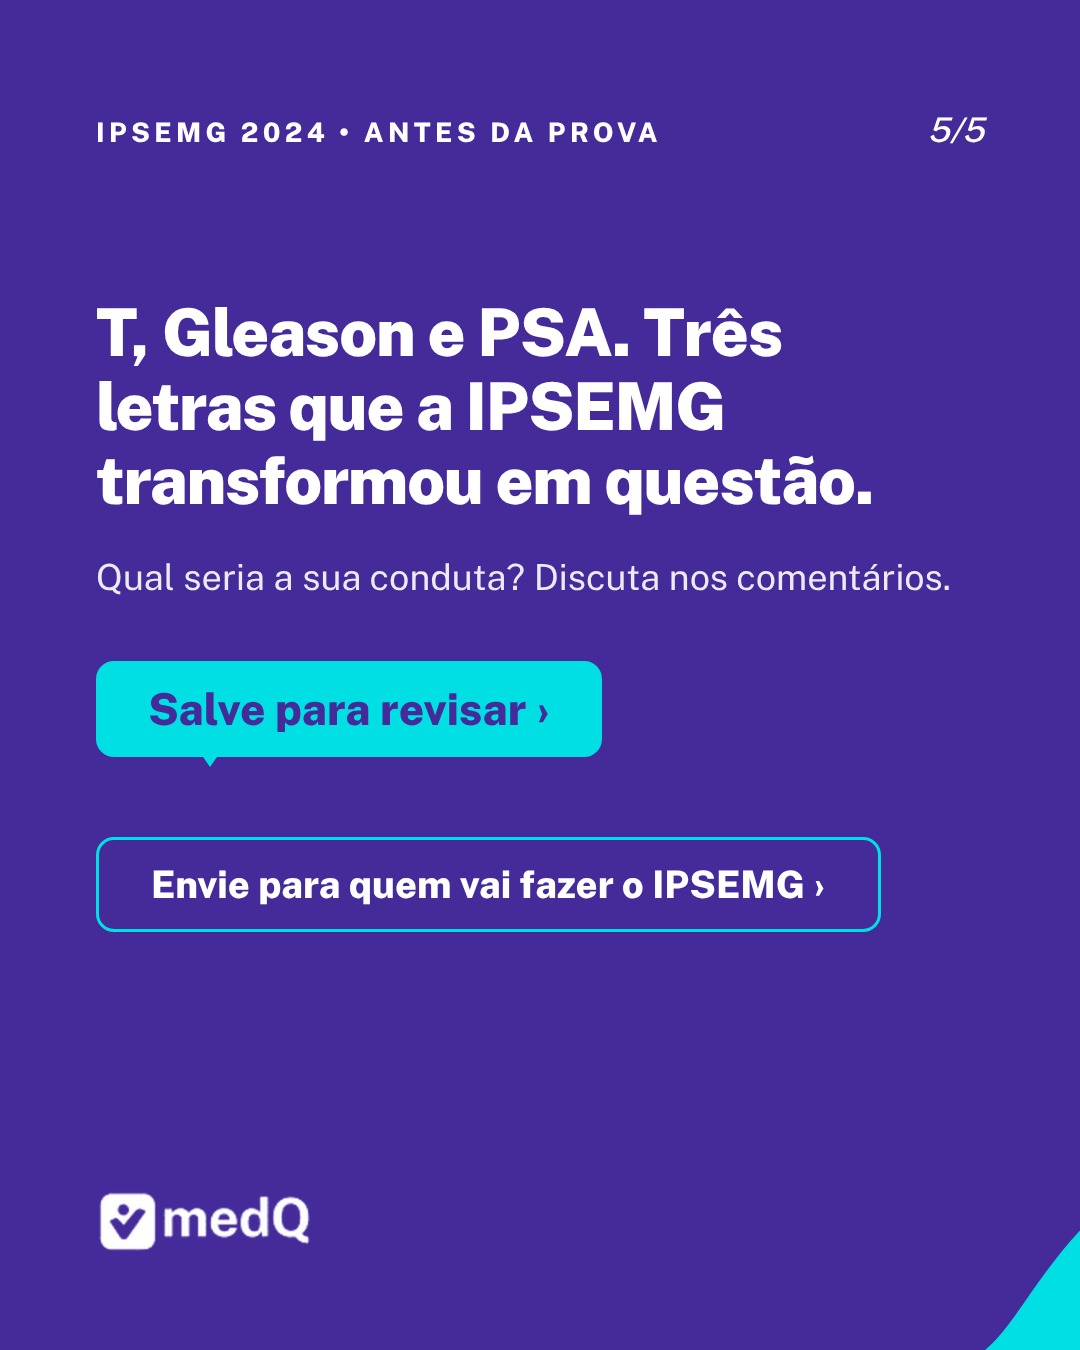 IPSEMG 2024 • ANTES DA PROVA
5/5
T, Gleason e PSA. Três
letras que a IPSEMG
transformou em questão.
Qual seria a sua conduta? Discuta nos comentários.
Salve para revisar ›
Envie para quem vai fazer o IPSEMG ›
medQ